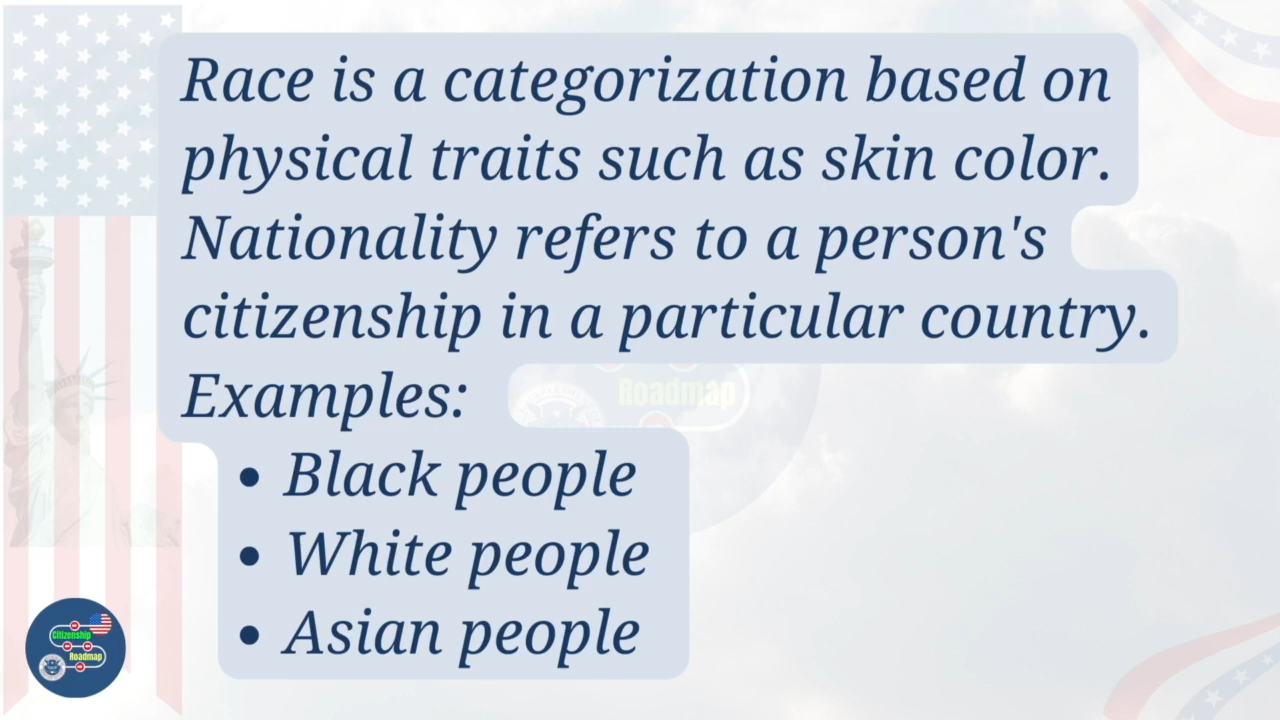 Race is a categorization based on
physical traits such as skin color.
Nationality refers to a person's
citizenship in a particular country.
Examples:
Roadmap
• Black people
• White people
• Asian people
Citizenship
Roadmap